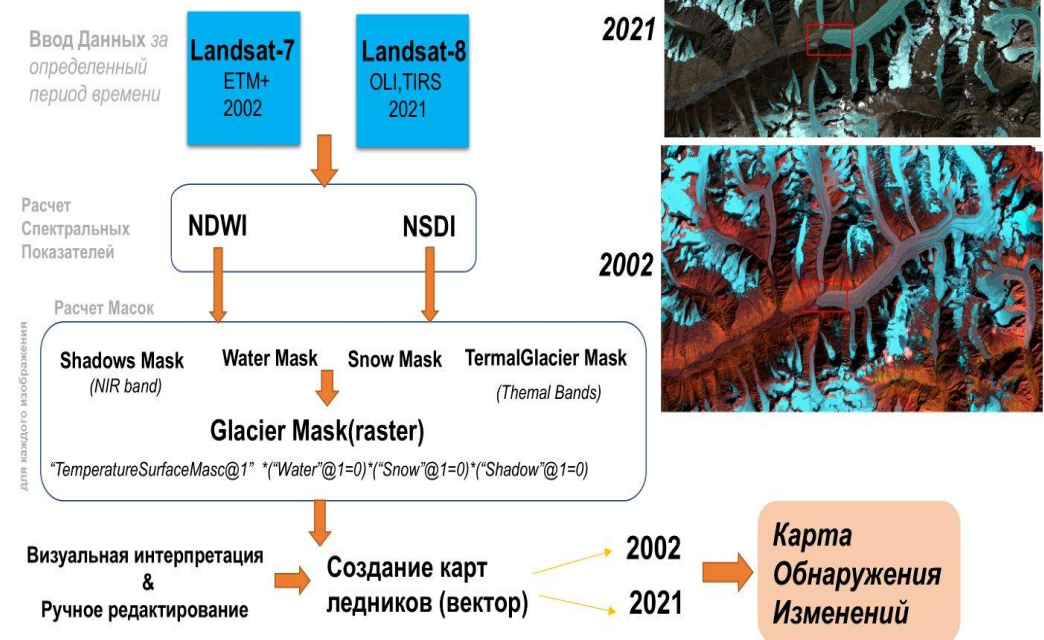 Ввод Данных за
определенный
период времени
Landsat-7
ETM+
2002
Landsat-8
OLI,TIRS
2021
2021
Расчет
Спектральных
Показателей
NDWI
NSDI
2002
Расчет Масок
для каждого изображения
Shadows Mask
(NIR band)
Water Mask
Snow Mask
TermalGlacier Mask
(Themal Bands)
Glacier Mask(raster)
“TemperatureSurfaceMasc@1” *(“Water”@1=0)*(“Snow”@1=0)*(“Shadow”@1=0)
Визуальная интерпретация
&
Ручное редактирование
Создание карт
ледников (вектор)
2002
2021
Карта
Обнаружения
Изменений